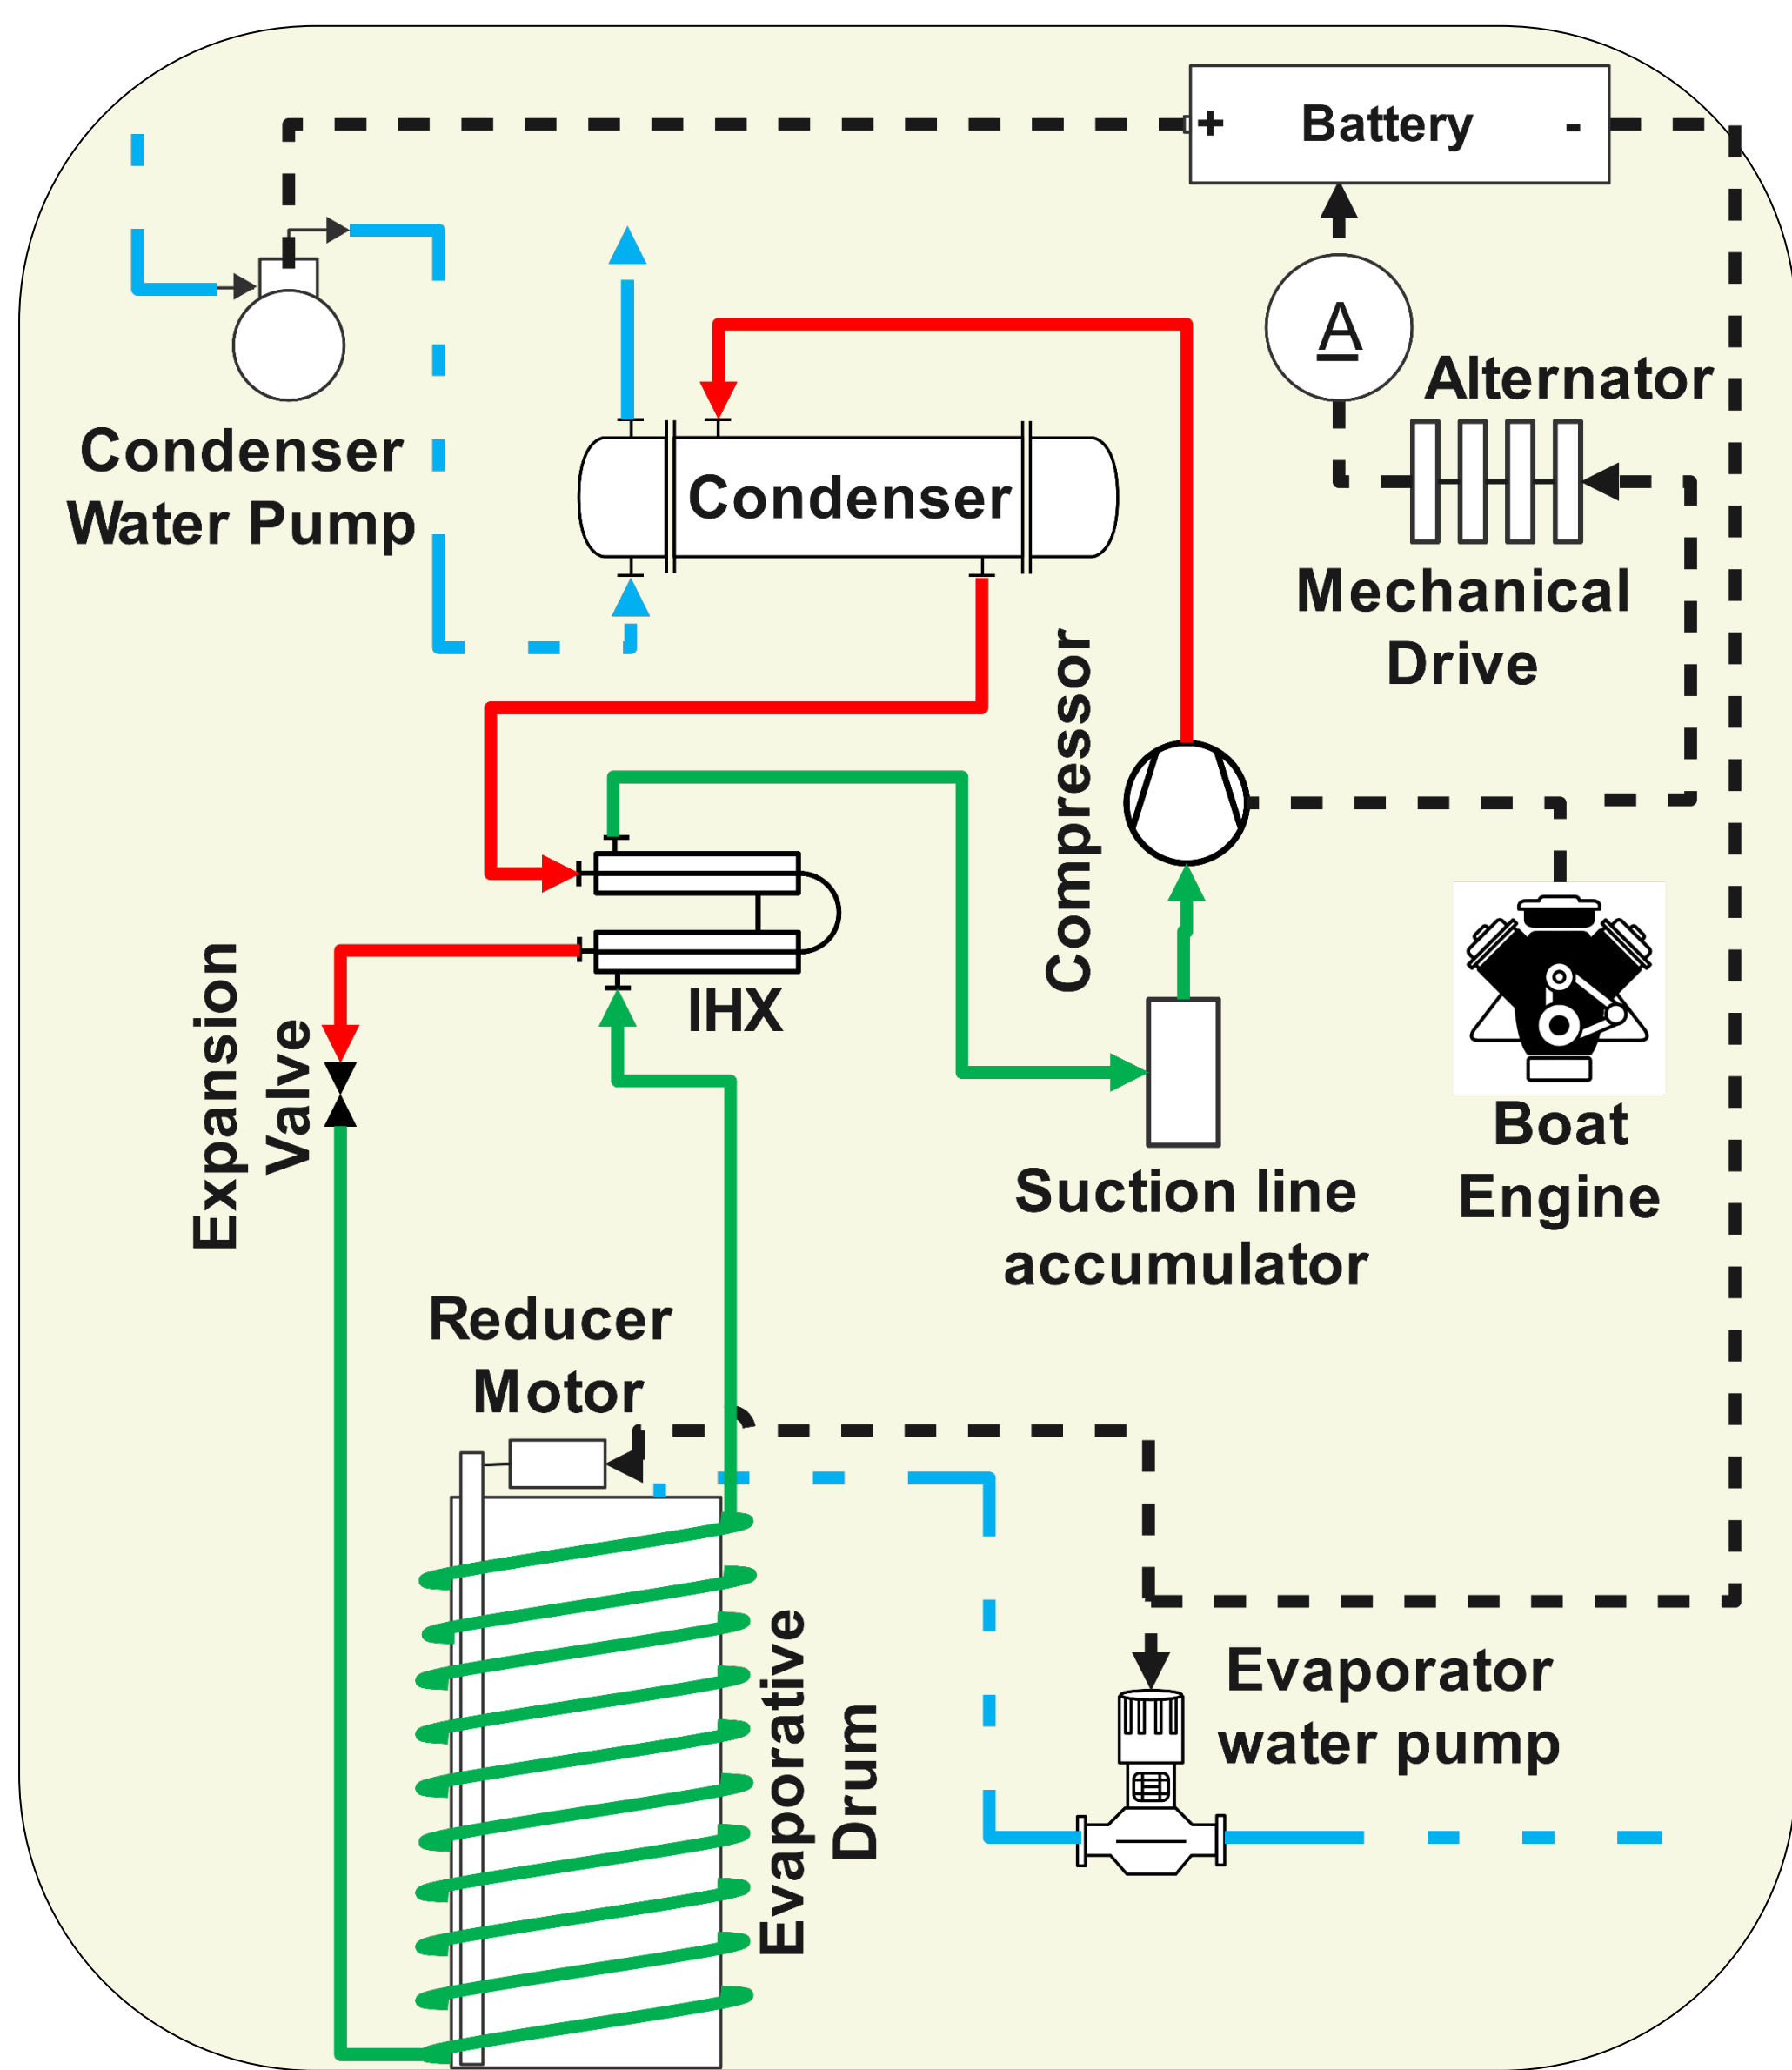 + Battery -
A
Alternator
Condenser
Water Pump
Condenser
Mechanical
Drive
Compressor
IHX
Expansion
Valve
Boat
Engine
Suction line
accumulator
Reducer
Motor
Evaporative
Drum
Evaporator
water pump